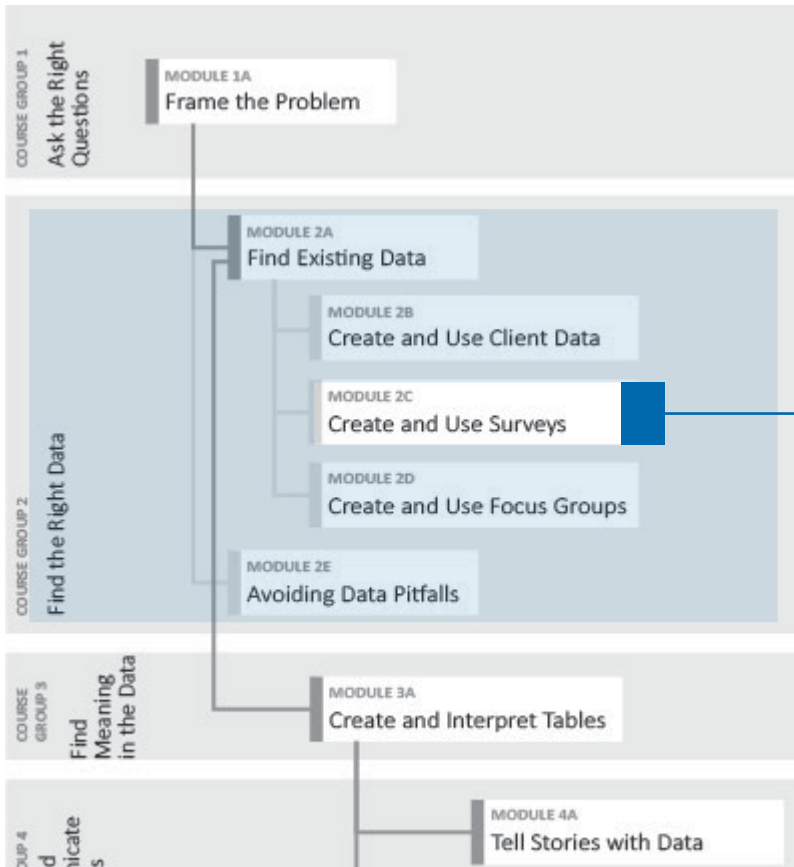 COURSE GROUP 1
Ask the Right
Questions
MODULE 1A
Frame the Problem
COURSE GROUP 2
Find the Right Data
MODULE 2A
Find Existing Data
MODULE 2B
Create and Use Client Data
MODULE 2C
Create and Use Surveys
MODULE 2D
Create and Use Focus Groups
MODULE 2E
Avoiding Data Pitfalls
COURSE
GROUP 3
Find
Meaning
in the Data
MODULE 3A
Create and Interpret Tables
MODULE 4A
Tell Stories with Data